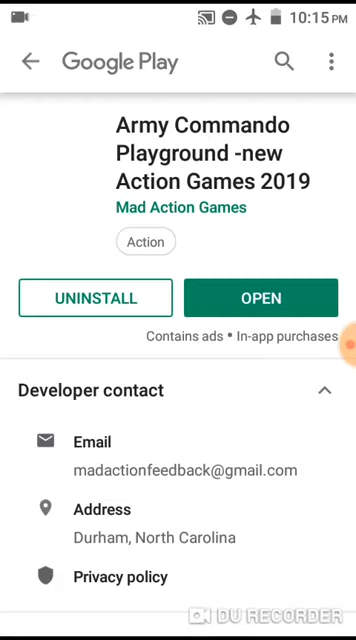 10:15 PM
Google Play
Army Commando
Playground -new
Action Games 2019
Mad Action Games
Action
UNINSTALL
OPEN
Contains ads • In-app purchases
Developer contact
Email
madactionfeedback@gmail.com
Address
Durham, North Carolina
Privacy policy
DU RECORDER